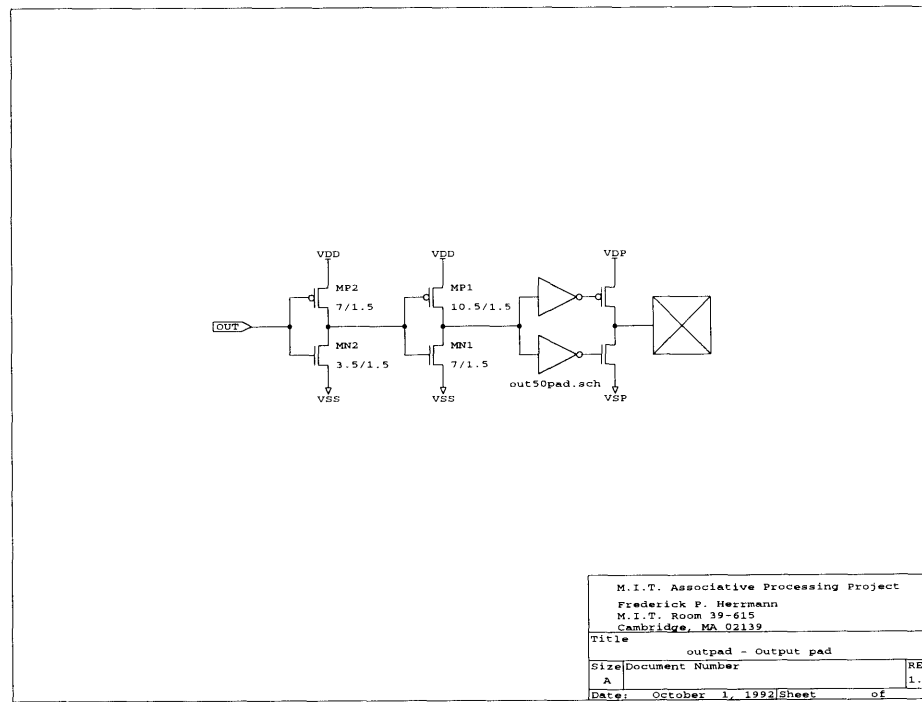 VDD VDD VDP
MP2 MP1
7/1.5 10.5/1.5
OUT
MN2 MN1
3.5/1.5 7/1.5
out50pad.sch
VSS VSS VSP
M.I.T. Associative Processing Project
Frederick P. Herrmann
M.I.T. Room 39-615
Cambridge, MA 02139
Title
outpad - Output pad
Size Document Number RE
A 1.
Date: October 1, 1992 Sheet of